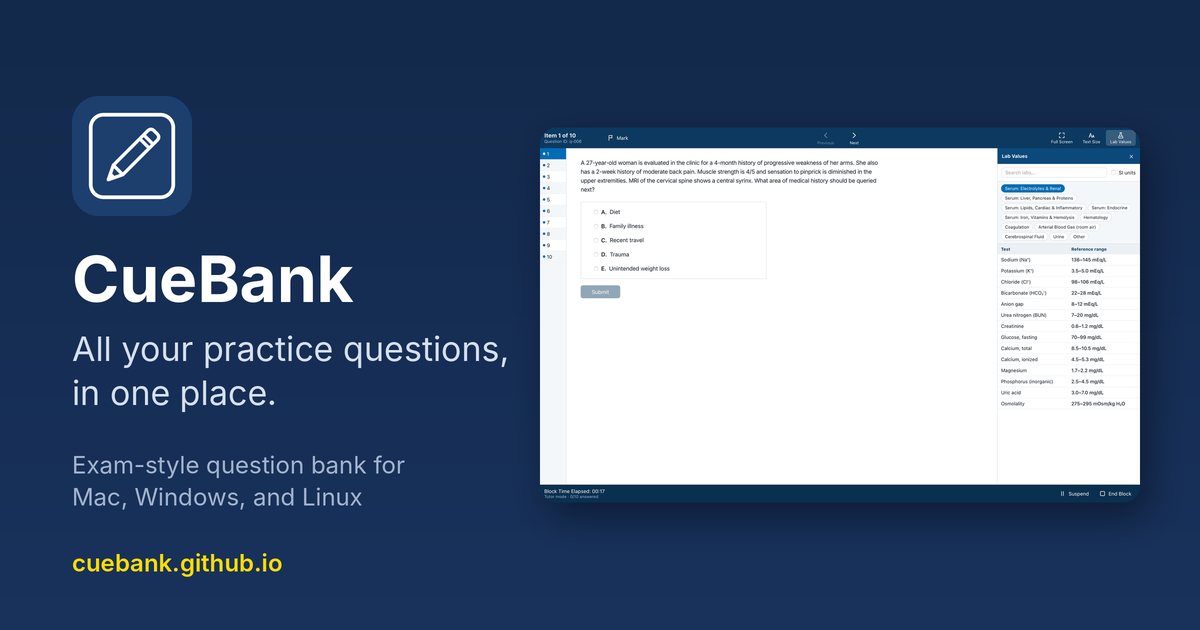 CueBank
All your practice questions,
in one place.
Exam-style question bank for
Mac, Windows, and Linux
cuebank.github.io
Item 1 of 10
Question ID: q-006
Mark
Previous
Next
Full Screen
Text Size
Lab Values
1
2
3
4
5
6
7
8
9
10
A 27-year-old woman is evaluated in the clinic for a 4-month history of progressive weakness of her arms. She also
has a 2-week history of moderate back pain. Muscle strength is 4/5 and sensation to pinprick is diminished in the
upper extremities. MRI of the cervical spine shows a central syrinx. What area of medical history should be queried
next?
A. Diet
B. Family illness
C. Recent travel
D. Trauma
E. Unintended weight loss
Submit
Lab Values ×
Search labs...
SI units
Serum: Electrolytes & Renal
Serum: Liver, Pancreas & Proteins
Serum: Lipids, Cardiac & Inflammatory Serum: Endocrine
Serum: Iron, Vitamins & Hemolysis Hematology
Coagulation Arterial Blood Gas (room air)
Cerebrospinal Fluid Urine Other
Test Reference range
Sodium (Na⁺) 136–145 mEq/L
Potassium (K⁺) 3.5–5.0 mEq/L
Chloride (Cl⁻) 98–106 mEq/L
Bicarbonate (HCO₃⁻) 22–28 mEq/L
Anion gap 8–12 mEq/L
Urea nitrogen (BUN) 7–20 mg/dL
Creatinine 0.6–1.2 mg/dL
Glucose, fasting 70–99 mg/dL
Calcium, total 8.5–10.5 mg/dL
Calcium, ionized 4.5–5.3 mg/dL
Magnesium 1.7–2.2 mg/dL
Phosphorus (inorganic) 2.5–4.5 mg/dL
Uric acid 3.0–7.0 mg/dL
Osmolality 275–295 mOsm/kg H₂O
Block Time Elapsed: 00:17
Tutor mode · 0/10 answered
Suspend
End Block